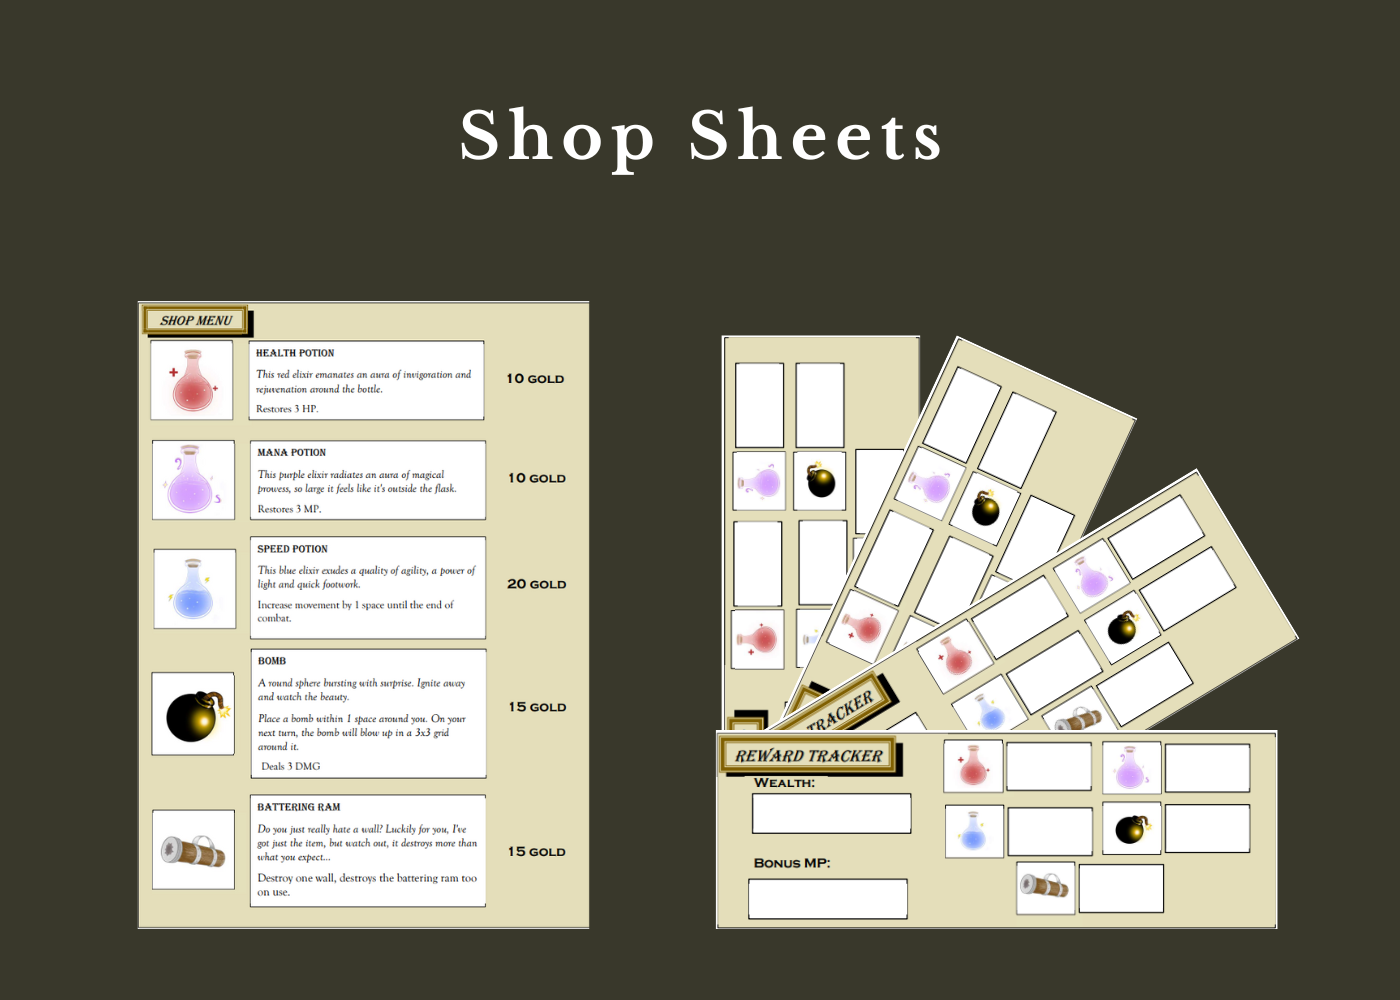 Shop Sheets
SHOP MENU
HEALTH POTION
This red elixir emanates an aura of invigoration and
rejuvenation around the bottle.
Restores 3 HP.
10 GOLD
MANA POTION
This purple elixir radiates an aura of magical
prowess, so large it feels like it's outside the flask.
Restores 3 MP.
10 GOLD
SPEED POTION
This blue elixir exudes a quality of agility, a power of
light and quick footwork.
Increase movement by 1 space until the end of
combat.
20 GOLD
BOMB
A round sphere bursting with surprise. Ignite away
and watch the beauty.
Place a bomb within 1 space around you. On your
next turn, the bomb will blow up in a 3x3 grid
around it.
Deals 3 DMG
15 GOLD
BATTERING RAM
Do you just really hate a wall? Luckily for you, I've
got just the item, but watch out, it destroys more than
what you expect...
Destroy one wall, destroys the battering ram too
on use.
15 GOLD
TRACKER
REWARD TRACKER
WEALTH:
BONUS MP: